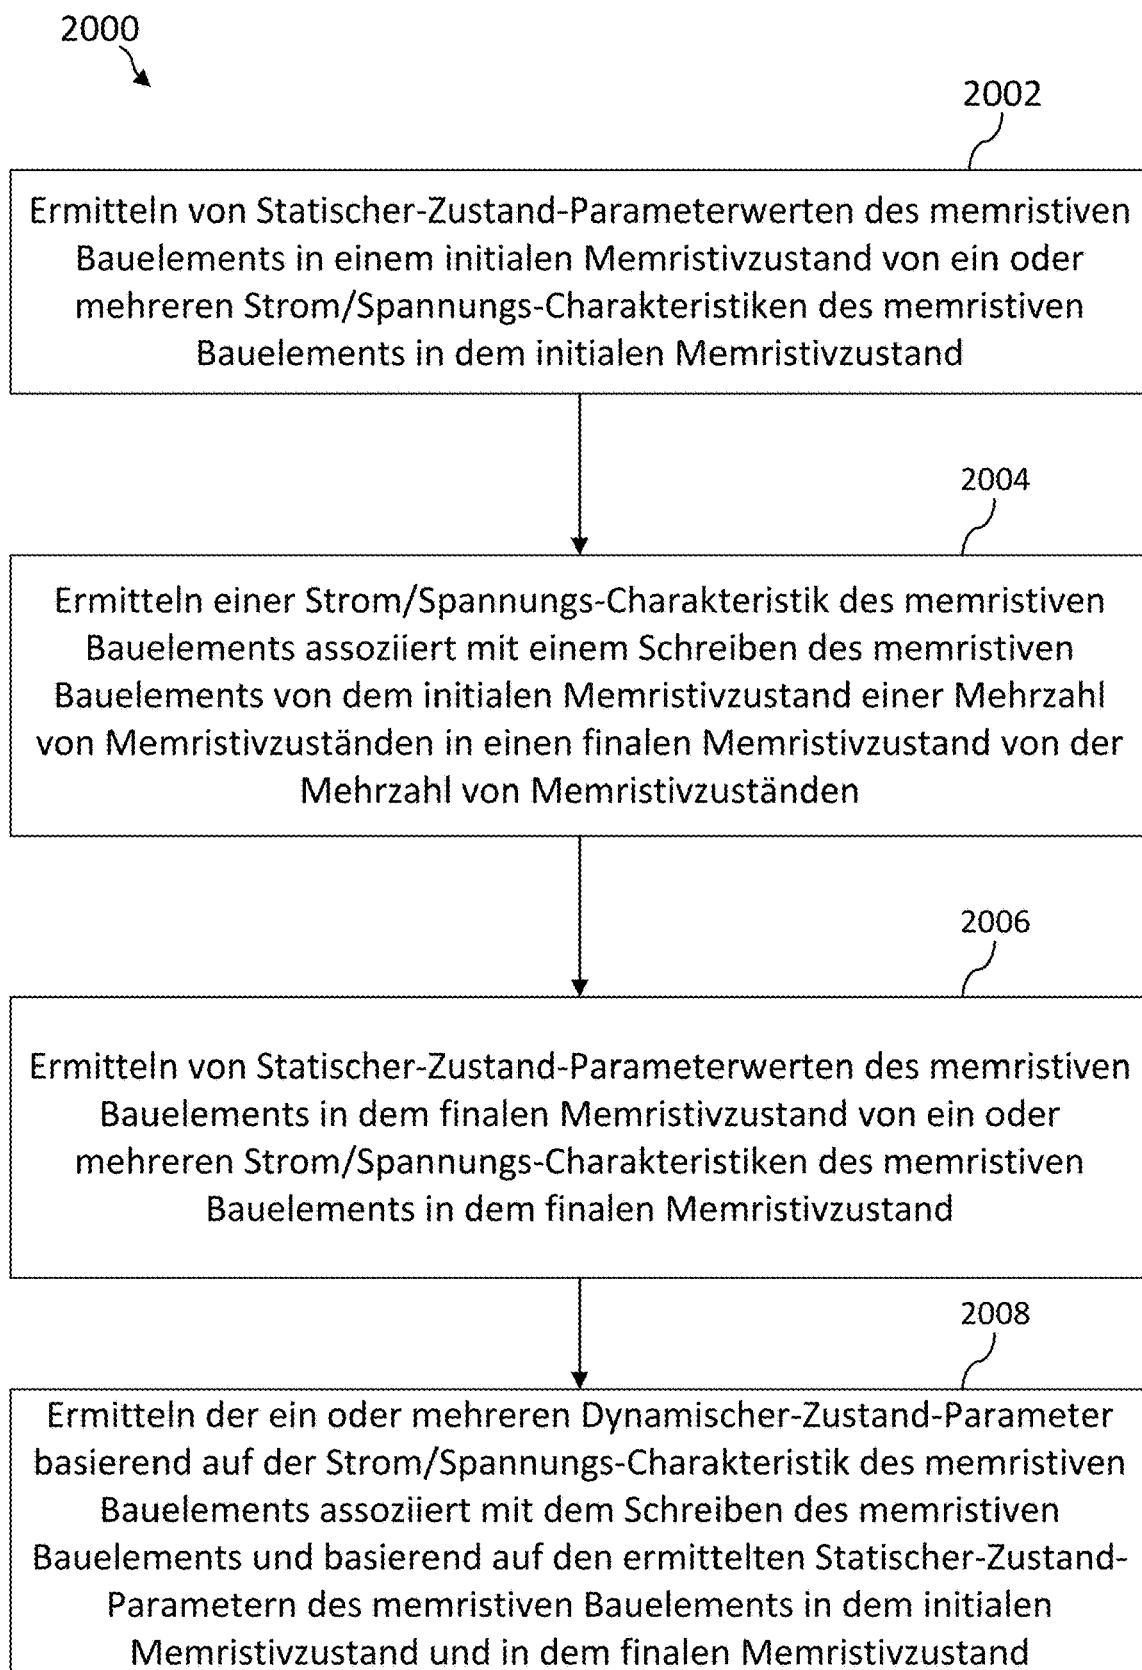 2000
2002
Ermitteln von Statischer-Zustand-Parameterwerten des memristiven
Bauelements in einem initialen Memristivzustand von ein oder
mehreren Strom/Spannungs-Charakteristiken des memristiven
Bauelements in dem initialen Memristivzustand
2004
Ermitteln einer Strom/Spannungs-Charakteristik des memristiven
Bauelements assoziiert mit einem Schreiben des memristiven
Bauelements von dem initialen Memristivzustand einer Mehrzahl
von Memristivzuständen in einen finalen Memristivzustand von der
Mehrzahl von Memristivzuständen
2006
Ermitteln von Statischer-Zustand-Parameterwerten des memristiven
Bauelements in dem finalen Memristivzustand von ein oder
mehreren Strom/Spannungs-Charakteristiken des memristiven
Bauelements in dem finalen Memristivzustand
2008
Ermitteln der ein oder mehreren Dynamischer-Zustand-Parameter
basierend auf der Strom/Spannungs-Charakteristik des memristiven
Bauelements assoziiert mit dem Schreiben des memristiven
Bauelements und basierend auf den ermittelten Statischer-Zustand-
Parametern des memristiven Bauelements in dem initialen
Memristivzustand und in dem finalen Memristivzustand